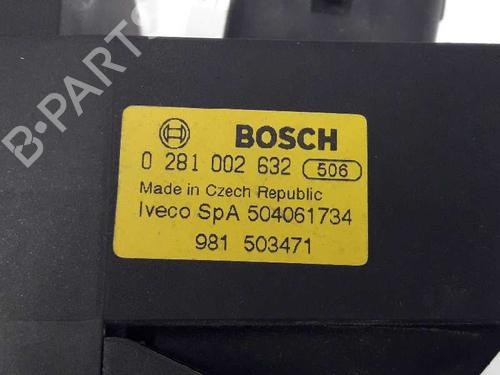 BOSCH
0 281 002 632 506
Made in Czech Republic
Iveco SpA 504061734
981 503471
B-PARTS